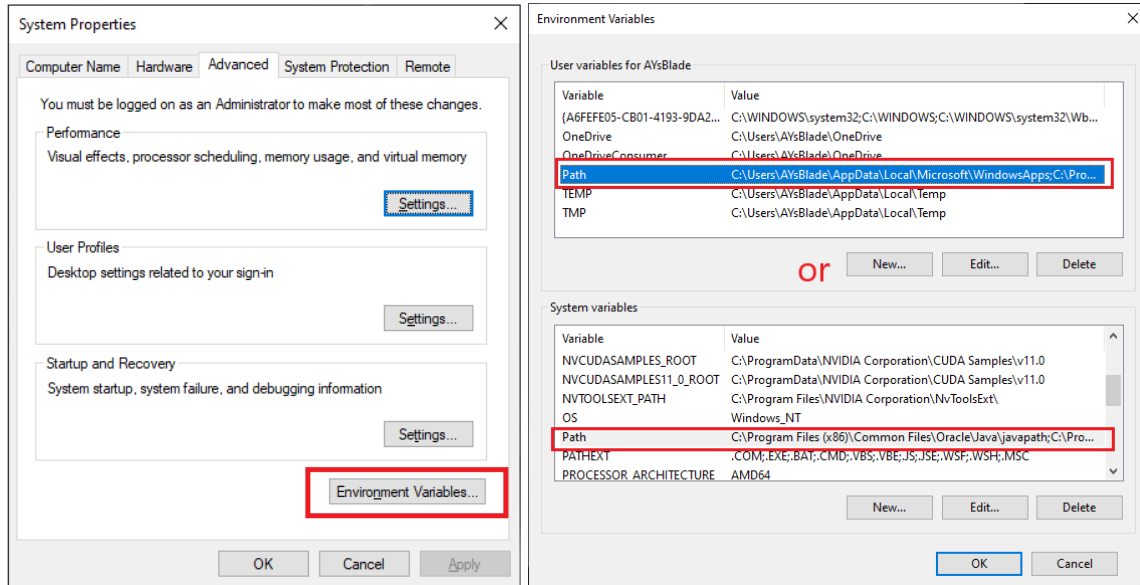 System Properties
Computer Name Hardware Advanced System Protection Remote
You must be logged on as an Administrator to make most of these changes.
Performance
Visual effects, processor scheduling, memory usage, and virtual memory
Settings...
User Profiles
Desktop settings related to your sign-in
Settings...
Startup and Recovery
System startup, system failure, and debugging information
Settings...
Environment Variables...
OK Cancel Apply
Environment Variables
User variables for AYsBlade
Variable Value
{A6FEFE05-CB01-4193-9DA2... C:\WINDOWS\system32;C:\WINDOWS;C:\WINDOWS\system32\Wb...
OneDrive C:\Users\AYsBlade\OneDrive
OneDriveConsumer C:\Users\AYsBlade\OneDrive
Path C:\Users\AYsBlade\AppData\Local\Microsoft\WindowsApps;C:\Pro...
TEMP C:\Users\AYsBlade\AppData\Local\Temp
TMP C:\Users\AYsBlade\AppData\Local\Temp
or New... Edit... Delete
System variables
Variable Value
NVCUDASAMPLES_ROOT C:\ProgramData\NVIDIA Corporation\CUDA Samples\v11.0
NVCUDASAMPLES11_0_ROOT C:\ProgramData\NVIDIA Corporation\CUDA Samples\v11.0
NVTOOLSEXT_PATH C:\Program Files\NVIDIA Corporation\NvToolsExt\
OS Windows_NT
Path C:\Program Files (x86)\Common Files\Oracle\Java\javapath;C:\Pro...
PATHEXT .COM;.EXE;.BAT;.CMD;.VBS;.VBE;.JS;.JSE;.WSF;.WSH;.MSC
PROCESSOR_ARCHITECTURE AMD64
New... Edit... Delete
OK Cancel